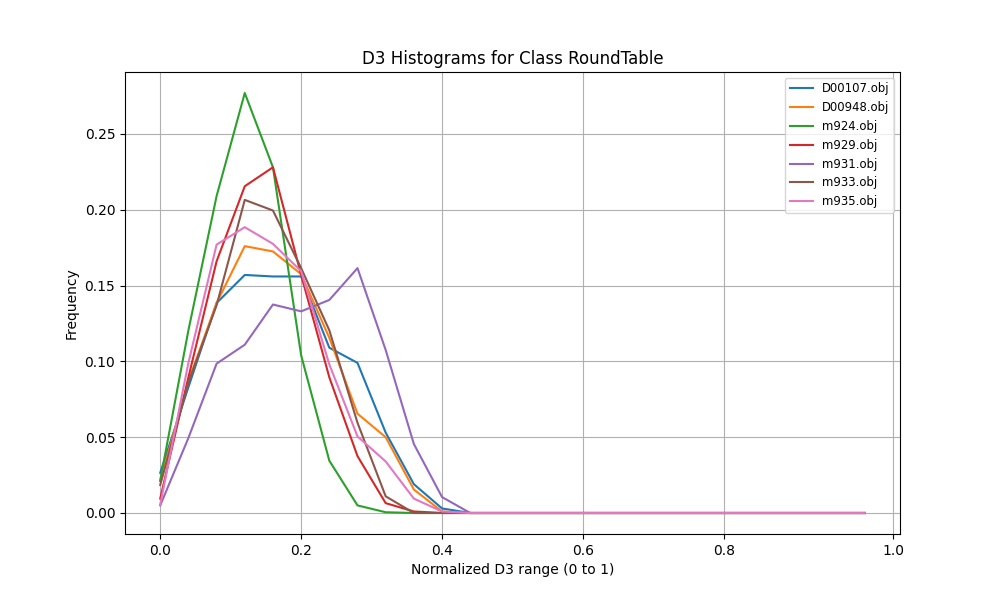 D3 Histograms for Class RoundTable
D00107.obj
D00948.obj
m924.obj
m929.obj
m931.obj
m933.obj
m935.obj
Frequency
0.25
0.20
0.15
0.10
0.05
0.00
0.0 0.2 0.4 0.6 0.8 1.0
Normalized D3 range (0 to 1)